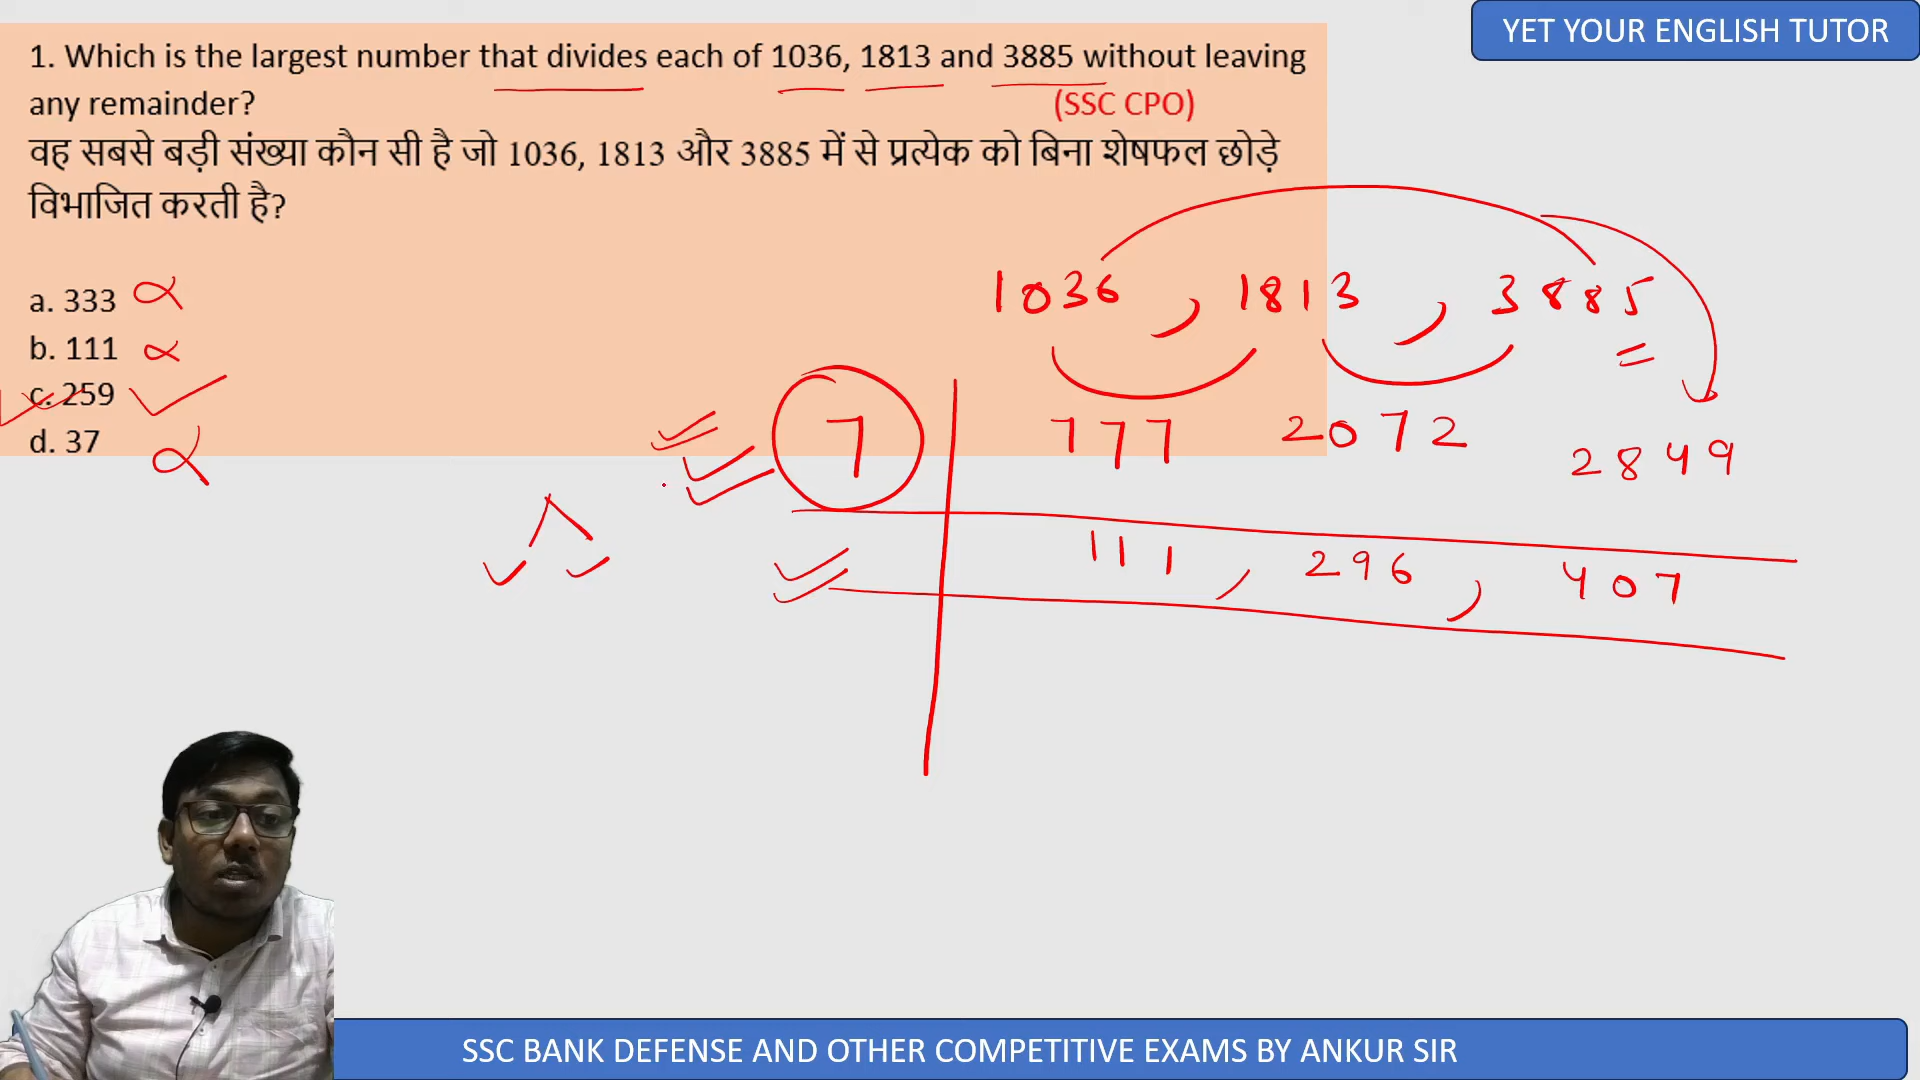 YET YOUR ENGLISH TUTOR
1. Which is the largest number that divides each of 1036, 1813 and 3885 without leaving
any remainder? (SSC CPO)
वह सबसे बड़ी संख्या कौन सी है जो 1036, 1813 और 3885 में से प्रत्येक को बिना शेषफल छोड़े
विभाजित करती है?
a. 333
b. 111
c. 259
d. 37
1036, 1813, 3885
7 777 2072 2849
111, 296, 407
SSC BANK DEFENSE AND OTHER COMPETITIVE EXAMS BY ANKUR SIR